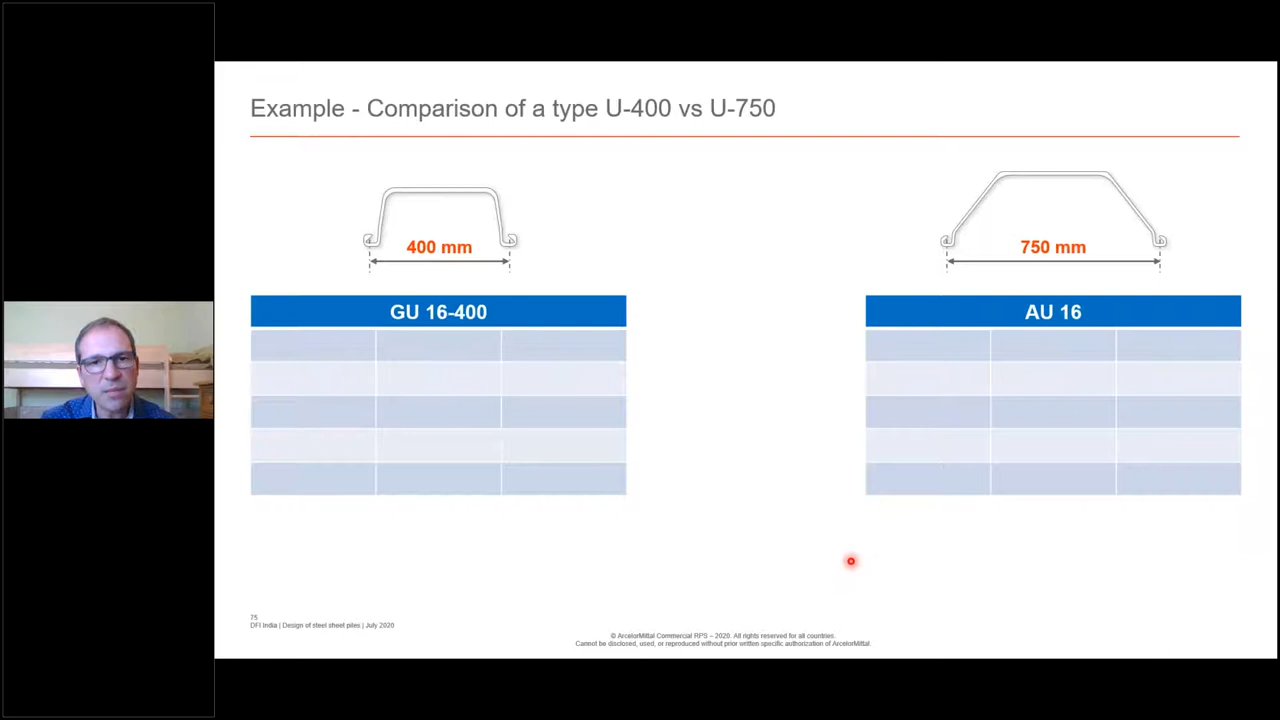 Example - Comparison of a type U-400 vs U-750
400 mm
750 mm
GU 16-400
AU 16
75
DFI India | Design of steel sheet piles | July 2020
© ArcelorMittal Commercial RPS – 2020. All rights reserved for all countries.
Cannot be disclosed, used, or reproduced without prior written specific authorization of ArcelorMittal.